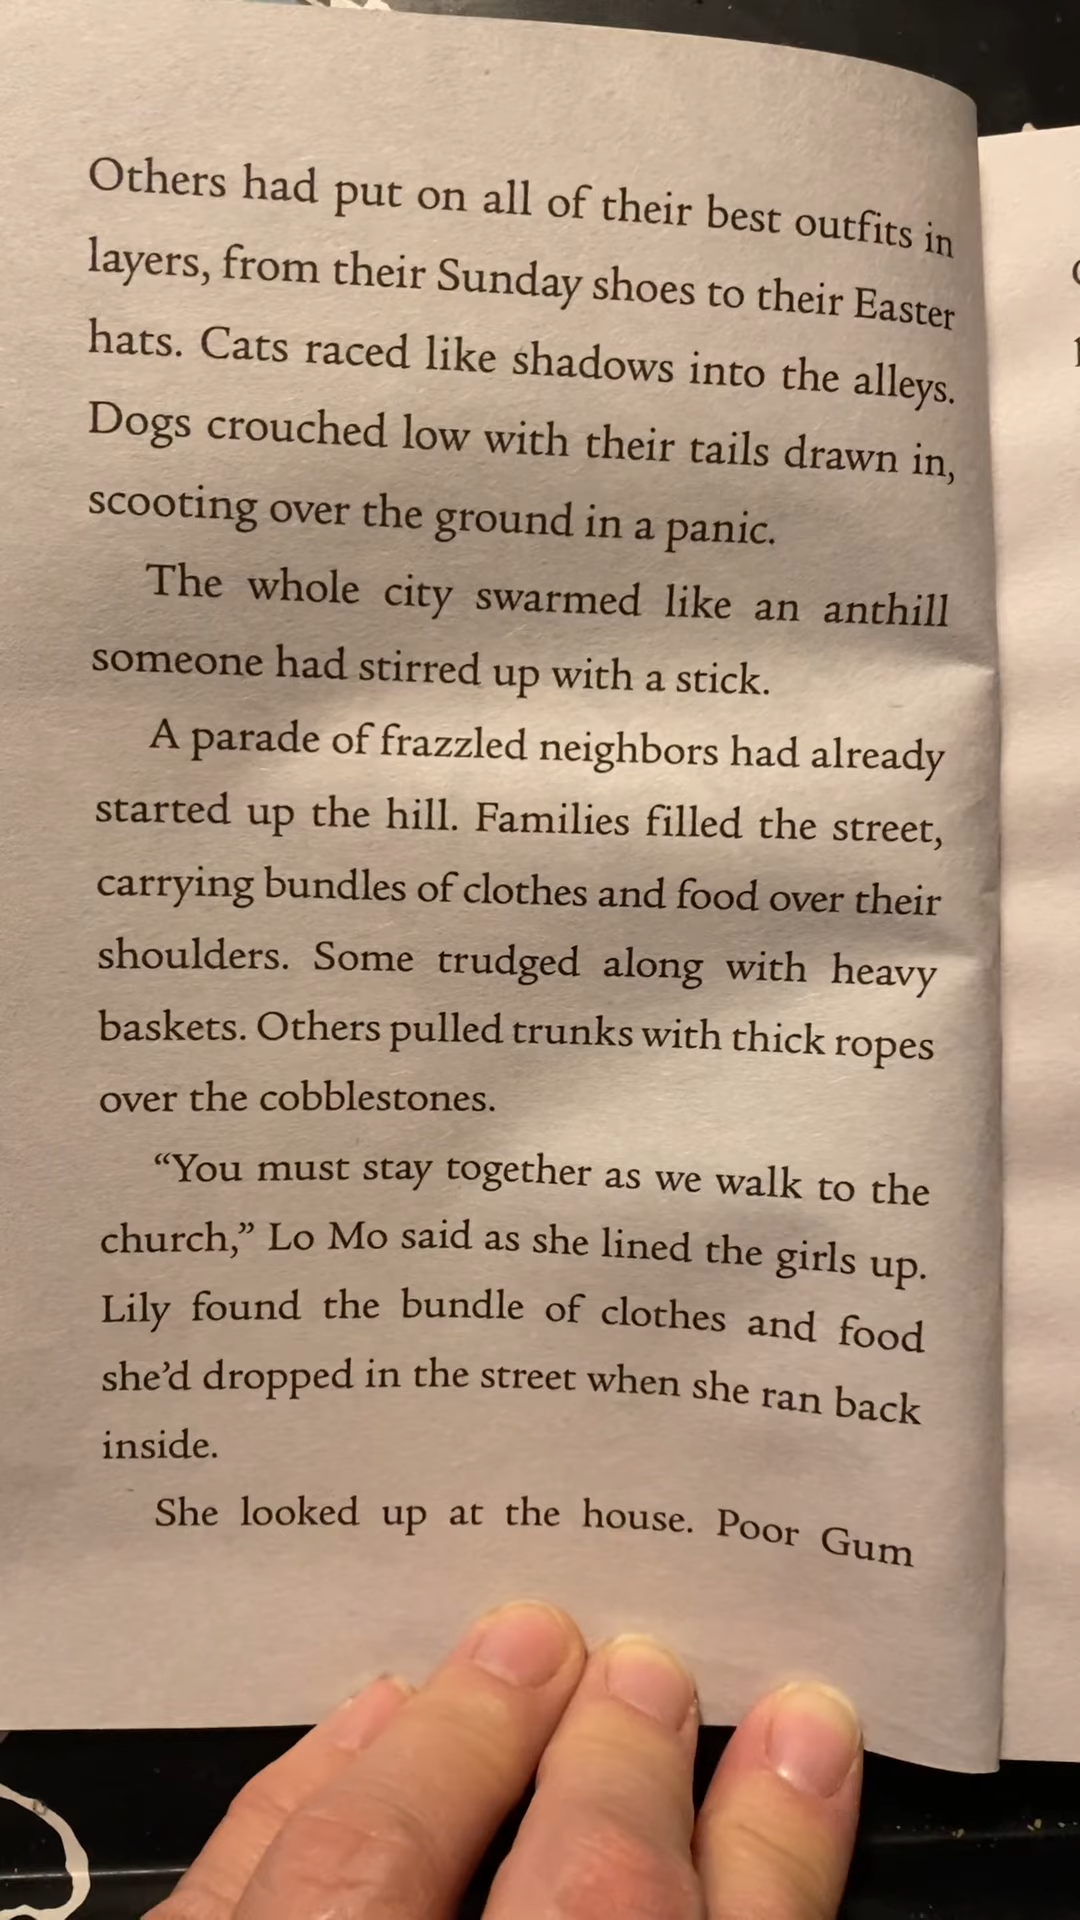 Others had put on all of their best outfits in
layers, from their Sunday shoes to their Easter
hats. Cats raced like shadows into the alleys.
Dogs crouched low with their tails drawn in,
scooting over the ground in a panic.
The whole city swarmed like an anthill
someone had stirred up with a stick.
A parade of frazzled neighbors had already
started up the hill. Families filled the street,
carrying bundles of clothes and food over their
shoulders. Some trudged along with heavy
baskets. Others pulled trunks with thick ropes
over the cobblestones.
“You must stay together as we walk to the
church,” Lo Mo said as she lined the girls up.
Lily found the bundle of clothes and food
she’d dropped in the street when she ran back
inside.
She looked up at the house. Poor Gum